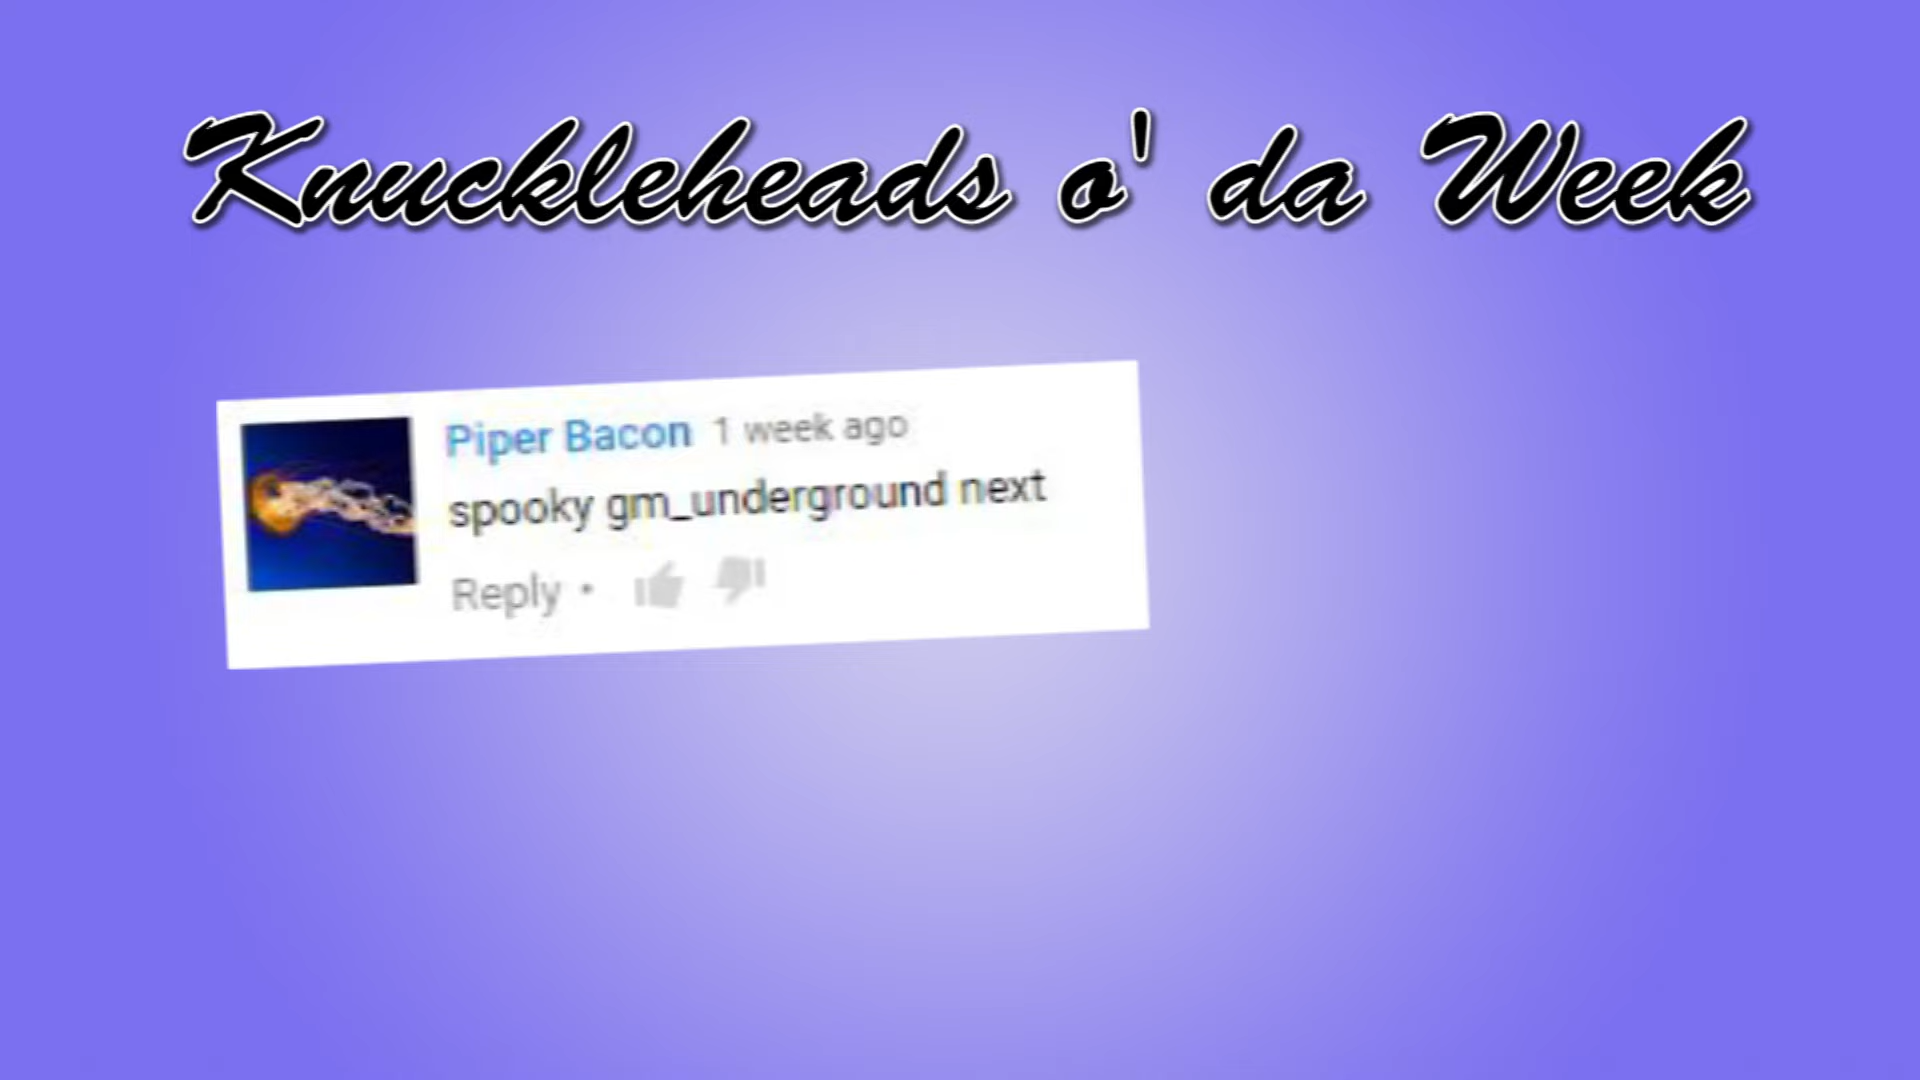 Knuckleheads o' da Week
Piper Bacon 1 week ago
spooky gm_underground next
Reply •